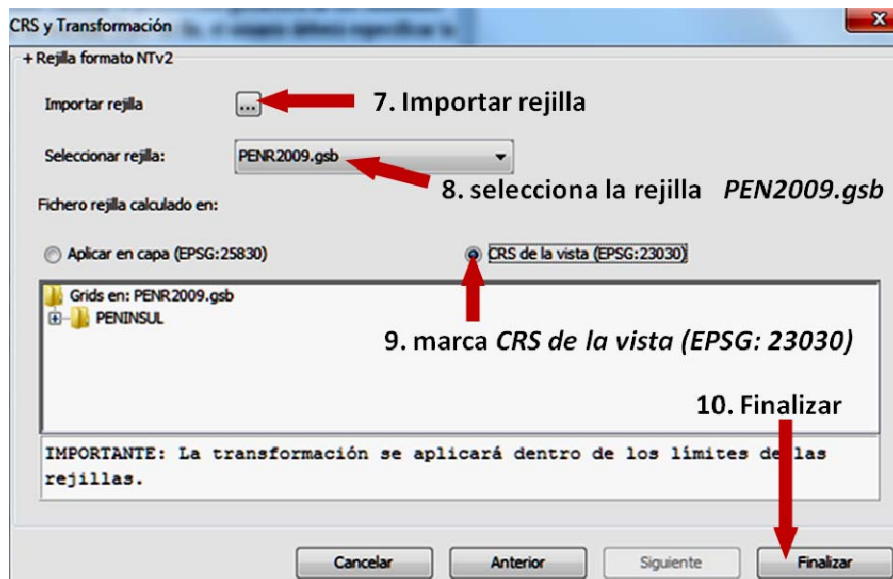 CRS y Transformación
+ Rejilla formato NTv2
Importar rejilla
...
7. Importar rejilla
Seleccionar rejilla:
PENR2009.gsb
8. selecciona la rejilla PEN2009.gsb
Fichero rejilla calculado en:
Aplicar en capa (EPSG:25830)
CRS de la vista (EPSG:23030)
Grids en: PENR2009.gsb
PENINSUL
9. marca CRS de la vista (EPSG: 23030)
10. Finalizar
IMPORTANTE: La transformación se aplicará dentro de los límites de las
rejillas.
Cancelar
Anterior
Siguiente
Finalizar